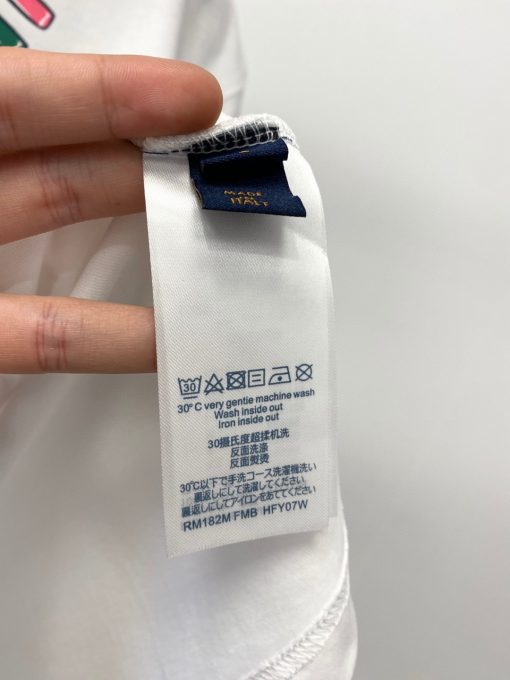 MADE
IN
ITALY
30
30°C very gentle machine wash
Wash inside out
Iron inside out
30摄氏度超揉机洗
反面洗涤
反面熨烫
30℃以下で手洗コース洗濯機洗い
裏返しにして洗濯してください
裏返しにしてアイロンをあててください
RM182M FMB HFY07W